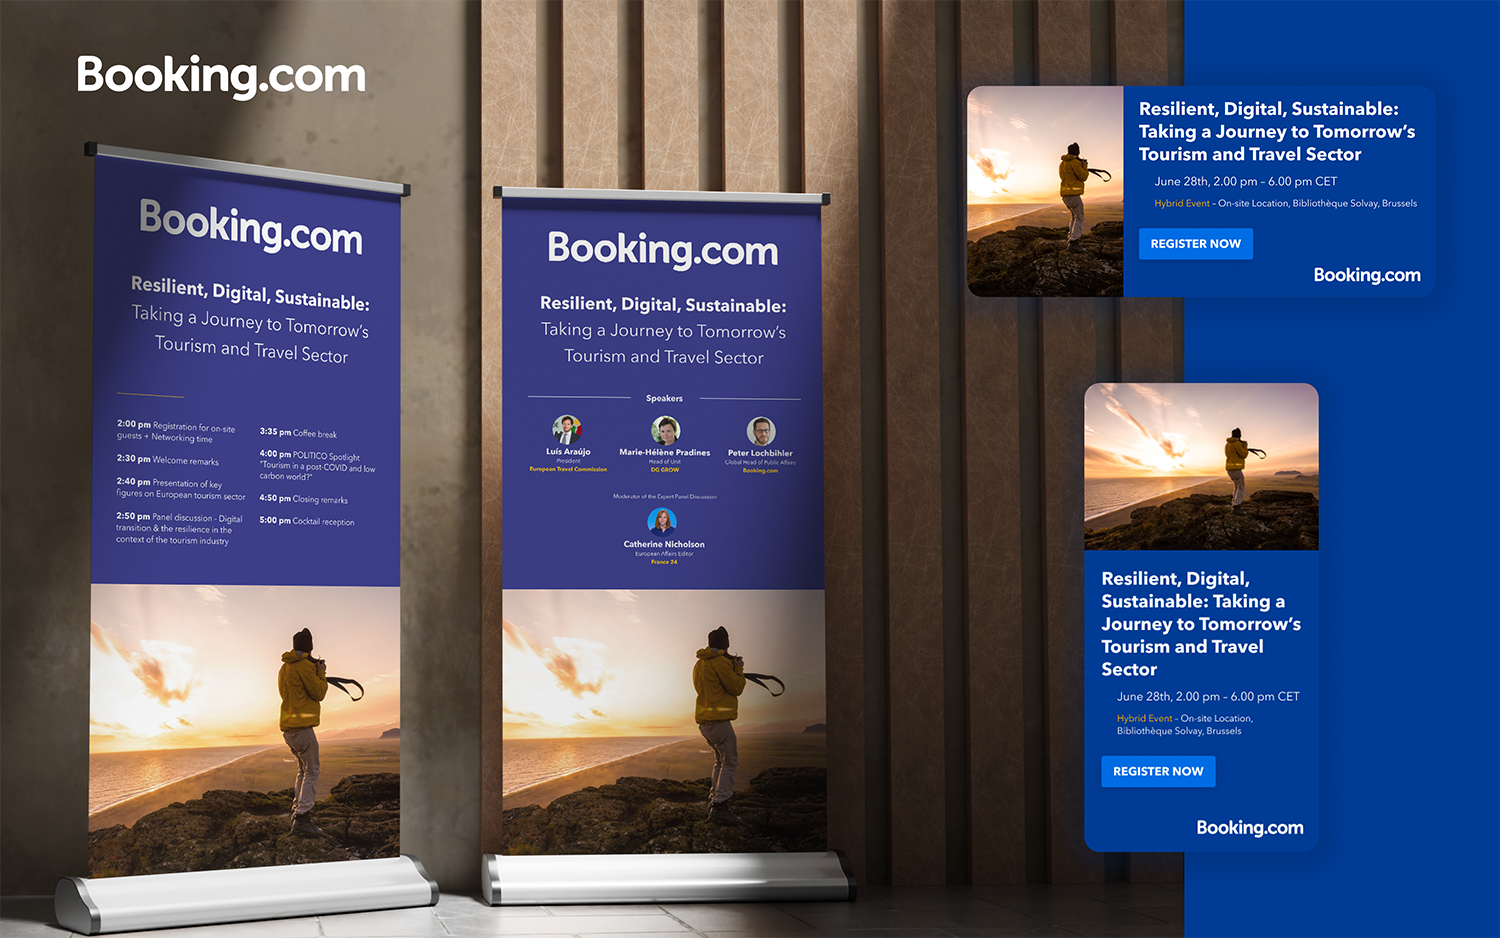 Booking.com
Booking.com
Resilient, Digital, Sustainable:
Taking a Journey to Tomorrow's
Tourism and Travel Sector
2:00 pm Registration for on-site
guests + Networking time
2:30 pm Welcome remarks
2:40 pm Presentation of key
figures on European tourism sector
2:50 pm Panel discussion - Digital
transition & the resilience in the
context of the tourism industry
3:35 pm Coffee break
4:00 pm POLITICO Spotlight
"Tourism in a post-COVID and low
carbon world?"
4:50 pm Closing remarks
5:00 pm Cocktail reception
Booking.com
Resilient, Digital, Sustainable:
Taking a Journey to Tomorrow's
Tourism and Travel Sector
Speakers
Luís Araújo
President
European Travel Commission
Marie-Hélène Pradines
Head of Unit
DG GROW
Peter Lochbihler
Global Head of Public Affairs
Booking.com
Moderator of the Expert Panel Discussion
Catherine Nicholson
European Affairs Editor
France 24
Resilient, Digital, Sustainable:
Taking a Journey to Tomorrow's
Tourism and Travel Sector
June 28th, 2.00 pm – 6.00 pm CET
Hybrid Event – On-site Location, Bibliothèque Solvay, Brussels
REGISTER NOW
Booking.com
Resilient, Digital,
Sustainable: Taking a
Journey to Tomorrow's
Tourism and Travel
Sector
June 28th, 2.00 pm – 6.00 pm CET
Hybrid Event – On-site Location,
Bibliothèque Solvay, Brussels
REGISTER NOW
Booking.com